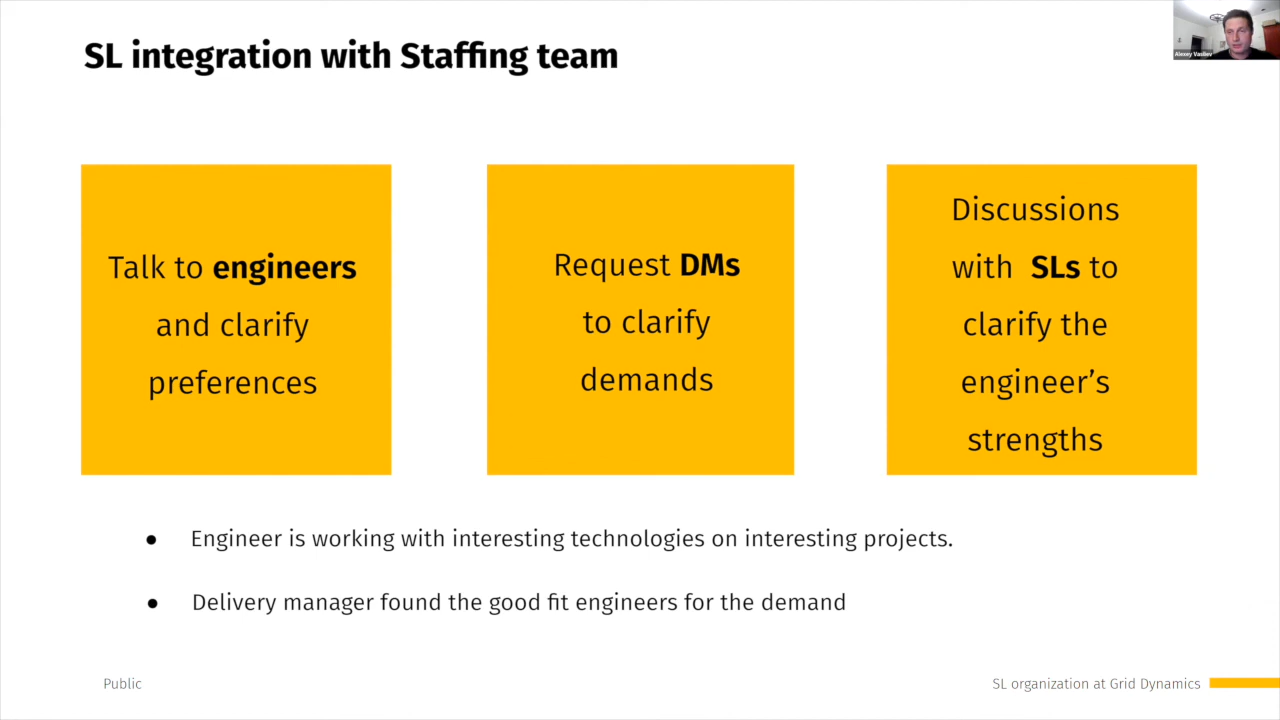 SL integration with Staffing team
Alexey Vasilev
Talk to engineers
and clarify
preferences
Request DMs
to clarify
demands
Discussions
with SLs to
clarify the
engineer’s
strengths
● Engineer is working with interesting technologies on interesting projects.
● Delivery manager found the good fit engineers for the demand
Public
SL organization at Grid Dynamics